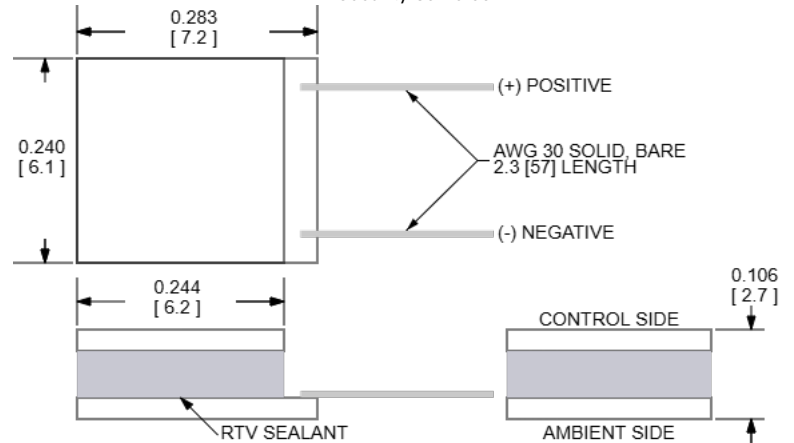 0.283
[ 7.2 ]
(+) POSITIVE
0.240
[ 6.1 ]
AWG 30 SOLID, BARE
2.3 [57] LENGTH
(-) NEGATIVE
0.244
[ 6.2 ]
0.106
[ 2.7 ]
CONTROL SIDE
RTV SEALANT
AMBIENT SIDE